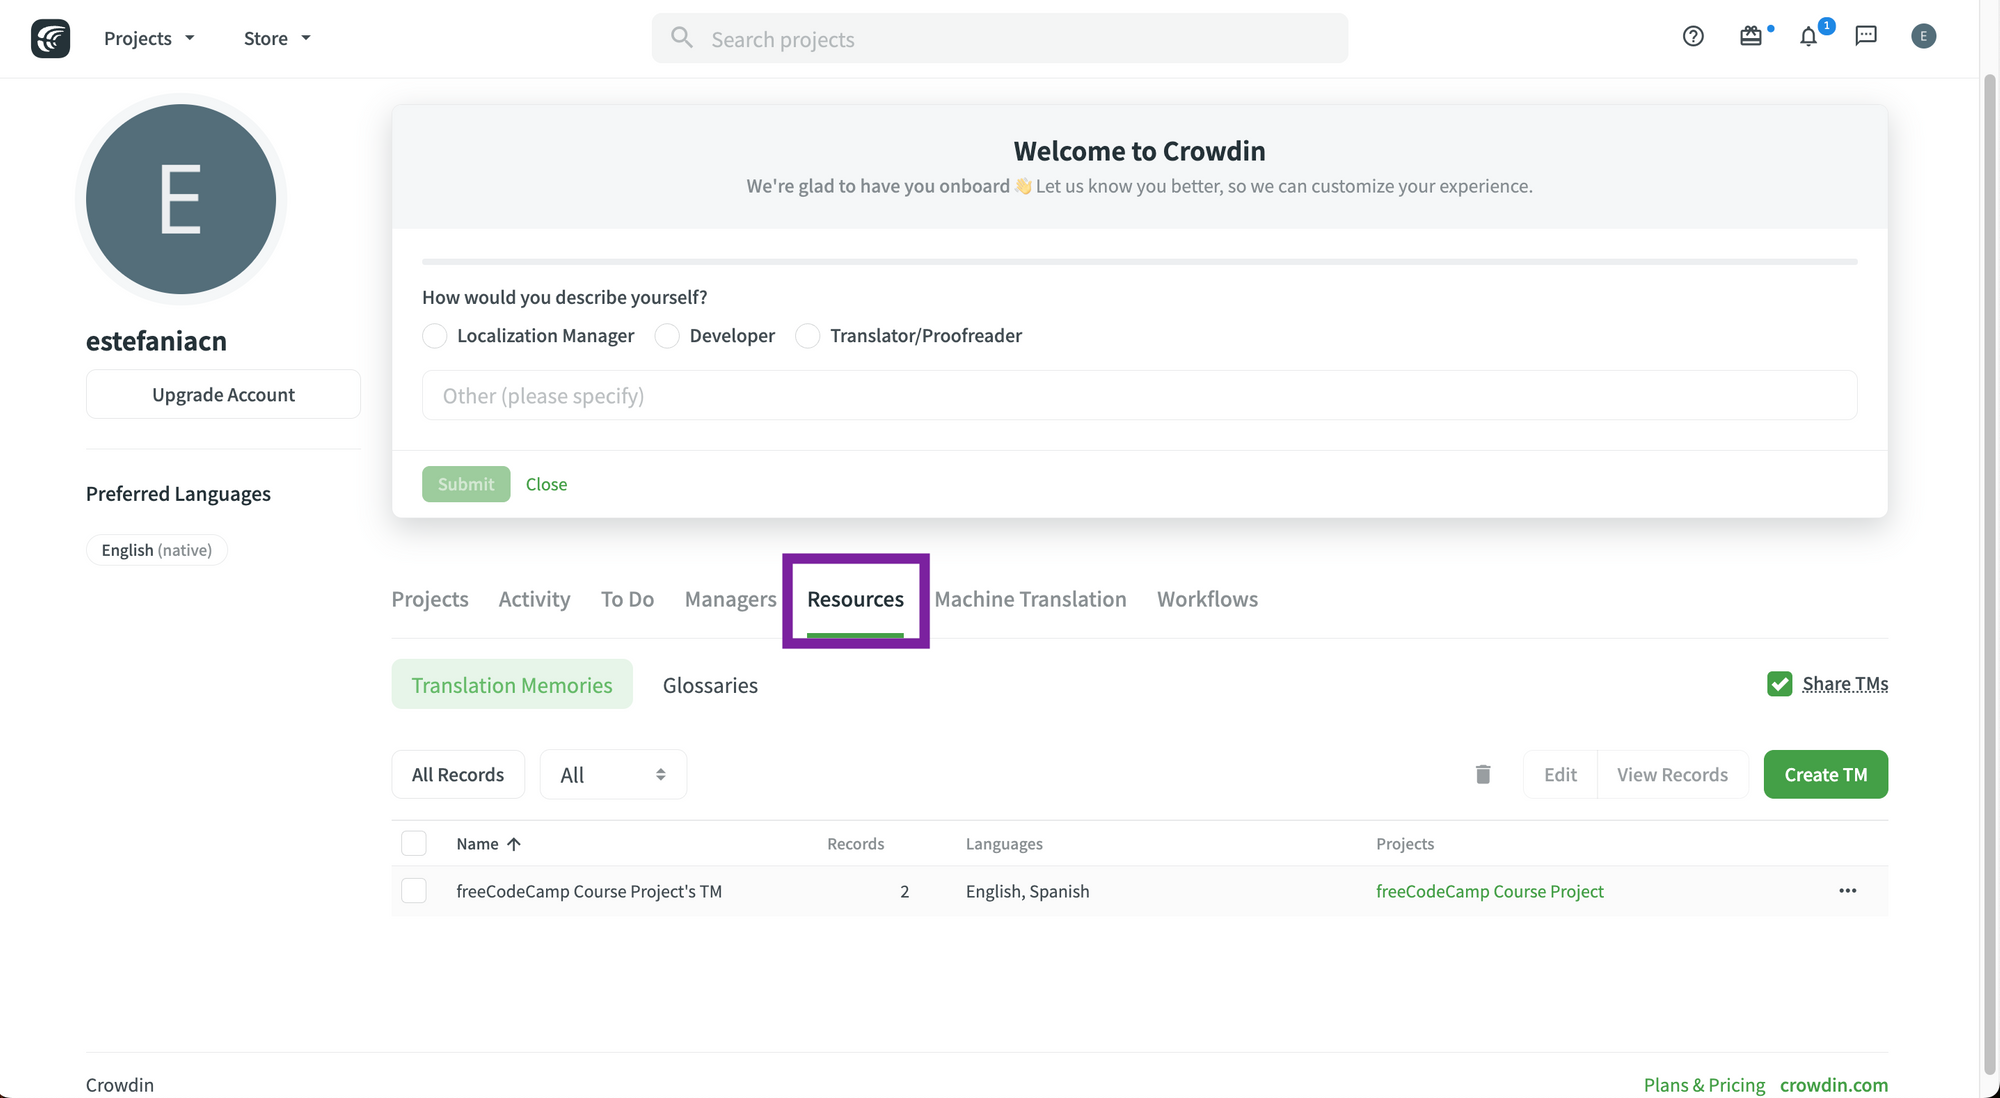 Projects Store Search projects 1 E
E
estefaniacn
Upgrade Account
Preferred Languages
English (native)
Welcome to Crowdin
We're glad to have you onboard 👋 Let us know you better, so we can customize your experience.
How would you describe yourself?
Localization Manager Developer Translator/Proofreader
Other (please specify)
Submit Close
Projects Activity To Do Managers Resources Machine Translation Workflows
Translation Memories Glossaries Share TMs
All Records All Edit View Records Create TM
Name Records Languages Projects
freeCodeCamp Course Project's TM 2 English, Spanish freeCodeCamp Course Project
Crowdin Plans & Pricing crowdin.com